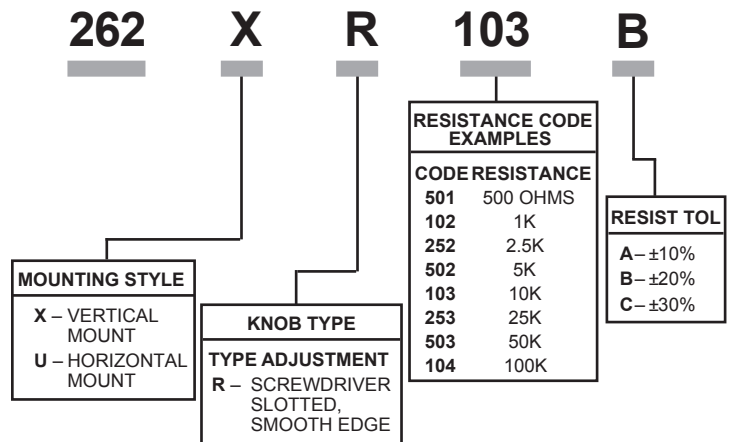 262 X R 103 B
RESISTANCE CODE
EXAMPLES
CODE RESISTANCE
501 500 OHMS
102 1K
252 2.5K
502 5K
103 10K
253 25K
503 50K
104 100K
RESIST TOL
A–±10%
B–±20%
C–±30%
MOUNTING STYLE
X – VERTICAL
MOUNT
U – HORIZONTAL
MOUNT
KNOB TYPE
TYPE ADJUSTMENT
R – SCREWDRIVER
SLOTTED,
SMOOTH EDGE